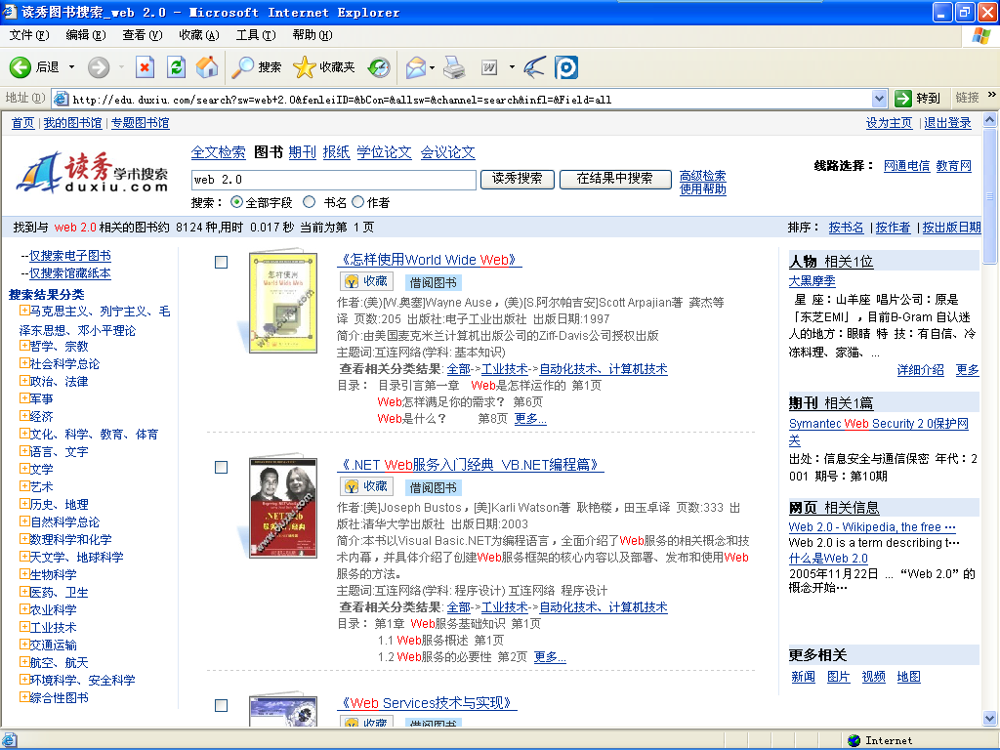 读秀图书搜索_web 2.0 - Microsoft Internet Explorer
文件(F) 编辑(E) 查看(V) 收藏(A) 工具(T) 帮助(H)
后退 搜索 收藏夹
地址(D) http://edu.duxiu.com/search?sw=web+2.0&fenleiID=&bCon=&allsw=&channel=search&infl=&Field=all 转到 链接 »
首页 | 我的图书馆 | 专题图书馆 设为主页 | 退出登录
读秀学术搜索
duxiu.com
全文检索 图书 期刊 报纸 学位论文 会议论文
web 2.0 读秀搜索 在结果中搜索 高级检索
使用帮助
线路选择： 网通电信 教育网
搜索： 全部字段 书名 作者
找到与 web 2.0 相关的图书约 8124 种,用时 0.017 秒 当前为第 1 页 排序： 按书名 | 按作者 | 按出版日期
--仅搜索电子图书
--仅搜索馆藏纸本
搜索结果分类
马克思主义、列宁主义、毛
泽东思想、邓小平理论
哲学、宗教
社会科学总论
政治、法律
军事
经济
文化、科学、教育、体育
语言、文字
文学
艺术
历史、地理
自然科学总论
数理科学和化学
天文学、地球科学
生物科学
医药、卫生
农业科学
工业技术
交通运输
航空、航天
环境科学、安全科学
综合性图书
怎样使用
World Wide Web
《怎样使用World Wide Web》
收藏 借阅图书
作者:(美)[W.奥塞]Wayne Ause，(美)[S.阿尔帕吉安]Scott Arpajian著 龚杰等
译 页数:205 出版社:电子工业出版社 出版日期:1997
简介:由美国麦克米兰计算机出版公司的Ziff-Davis公司授权出版
主题词:互连网络(学科: 基本知识)
查看相关分类结果: 全部->工业技术->自动化技术、计算机技术
目录： 目录引言第一章 Web是怎样运作的 第1页
Web怎样满足你的需求？ 第6页
Web是什么？ 第8页 更多...
《.NET Web服务入门经典 VB.NET编程篇》
收藏 借阅图书
作者:[美]Joseph Bustos，[美]Karli Watson著 耿艳楼，田玉卓译 页数:333 出
版社:清华大学出版社 出版日期:2003
简介:本书以Visual Basic.NET为编程语言，全面介绍了Web服务的相关概念和技
术内幕，并具体介绍了创建Web服务框架的核心内容以及部署、发布和使用Web
服务的方法。
主题词:互连网络(学科: 程序设计) 互连网络 程序设计
查看相关分类结果: 全部->工业技术->自动化技术、计算机技术
目录： 第1章 Web服务基础知识 第1页
1.1 Web服务概述 第1页
1.2 Web服务的必要性 第2页 更多...
《Web Services技术与实现》
收藏 借阅图书
人物 相关1位
大黑摩季
星 座：山羊座 唱片公司：原是
「东芝EMI」，目前B-Gram 自认迷
人的地方：眼睛 特 技：有自信、冷
冻料理、家猫、...
详细介绍 更多
期刊 相关1篇
Symantec Web Security 2 0保护网
关
出处：信息安全与通信保密 年代：2
001 期号：第10期
网页 相关信息
Web 2.0 - Wikipedia, the free …
Web 2.0 is a term describing t…
什么是Web 2.0
2005年11月22日 ... “Web 2.0”的
概念开始…
更多相关
新闻 图片 视频 地图
Internet